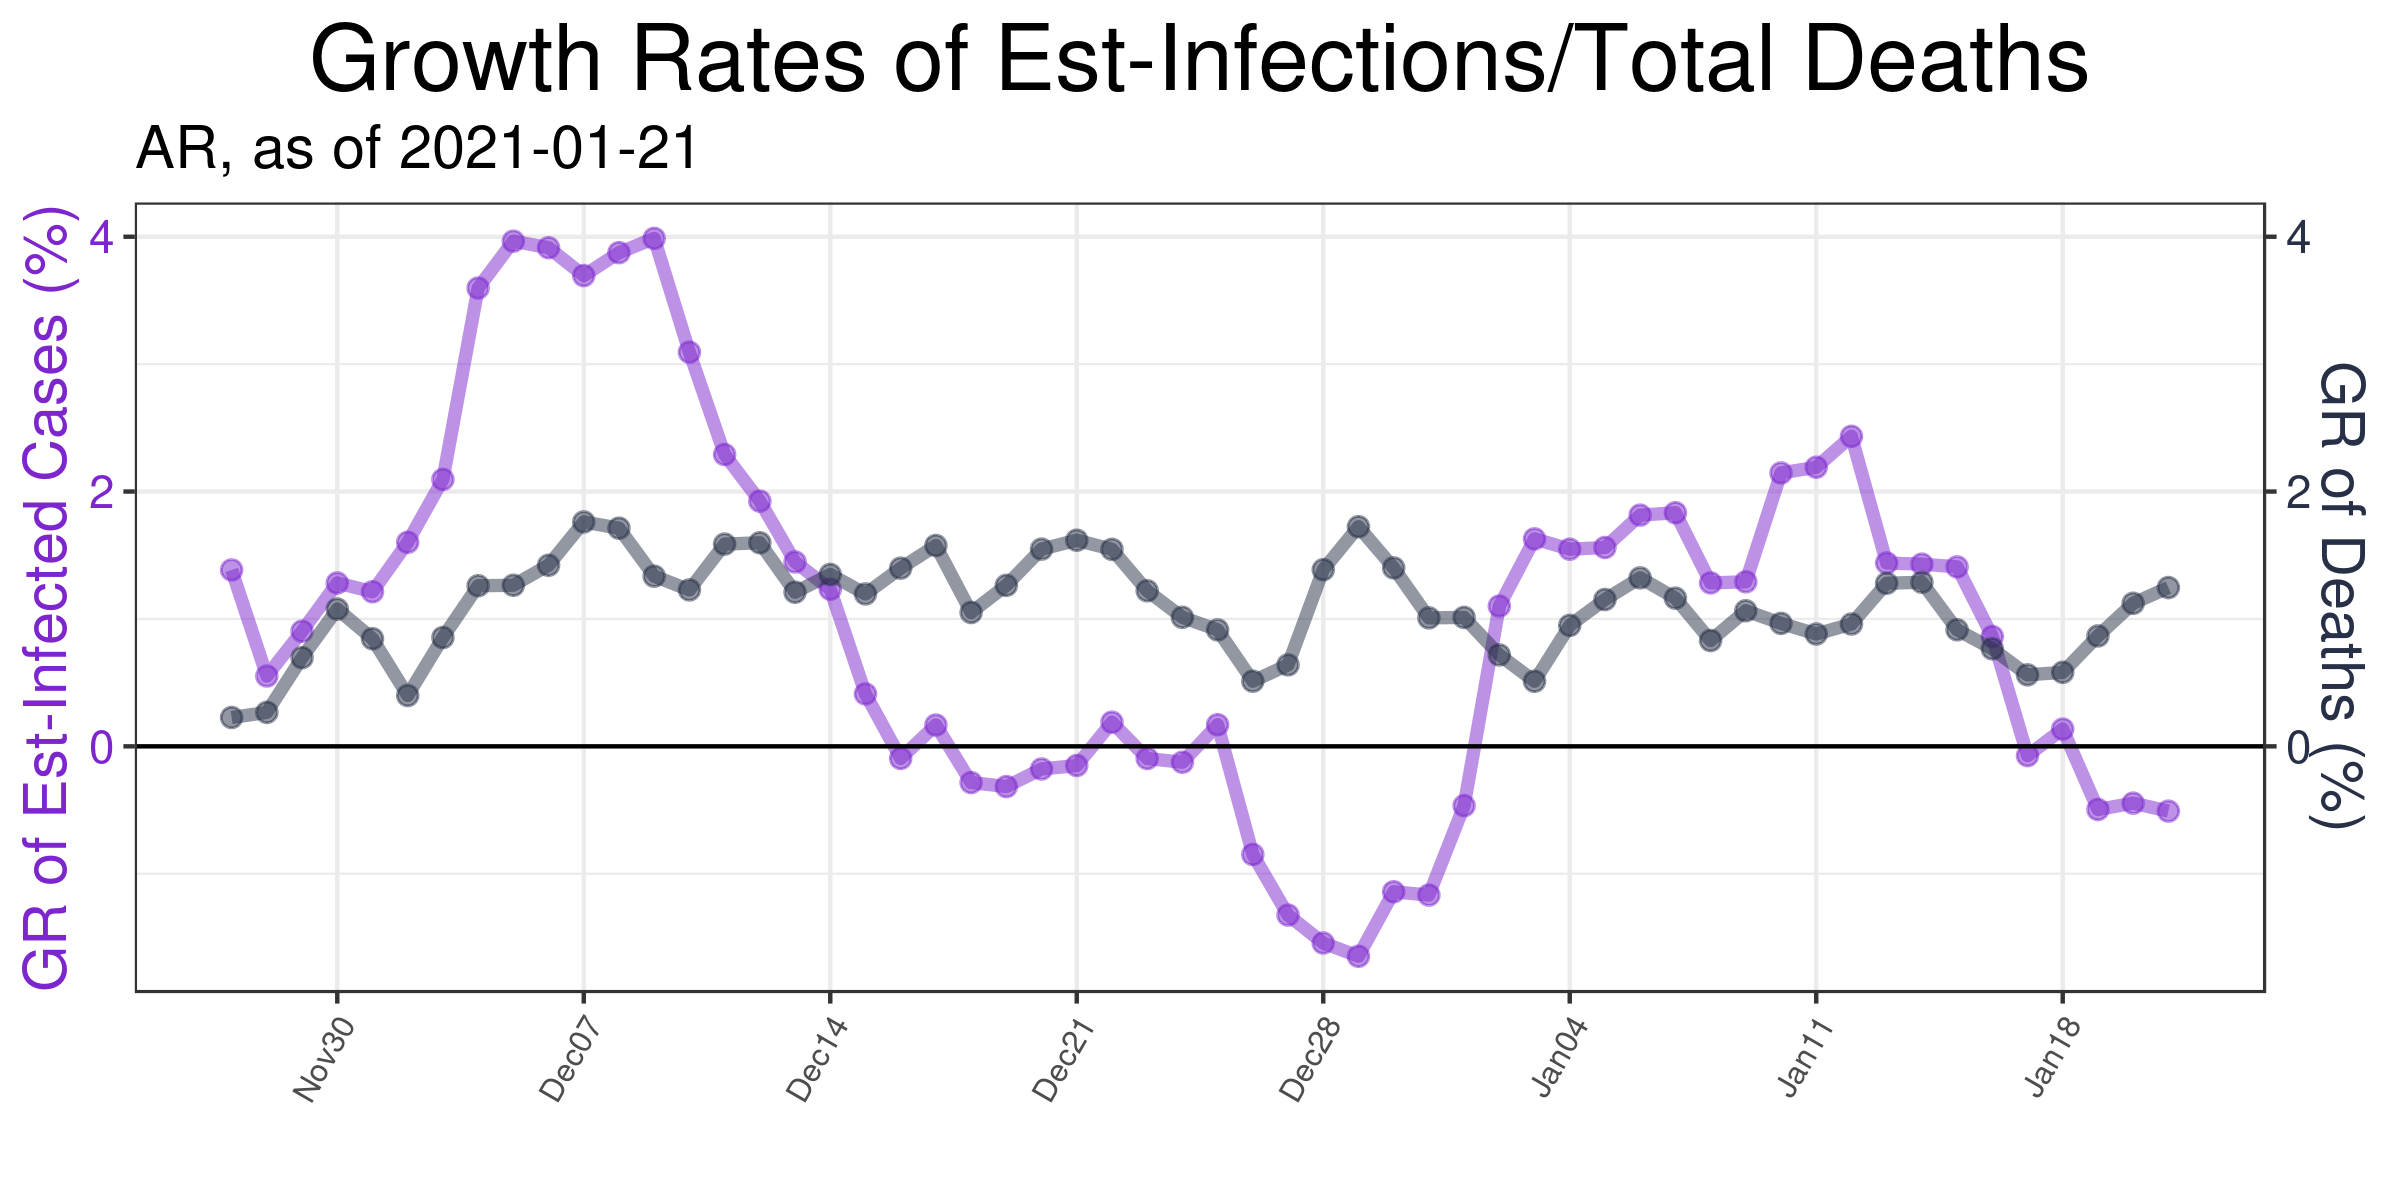 Growth Rates of Est-Infections/Total Deaths
AR, as of 2021-01-21
GR of Est-Infected Cases (%)
4
2
0
4
2
0
GR of Deaths (%)
Nov30
Dec07
Dec14
Dec21
Dec28
Jan04
Jan11
Jan18